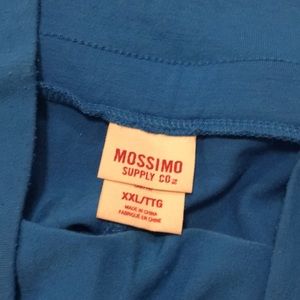 MOSSIMO
SUPPLY CO.
XXL/TTG
MADE IN CHINA
FABRIQUÉ EN CHINE